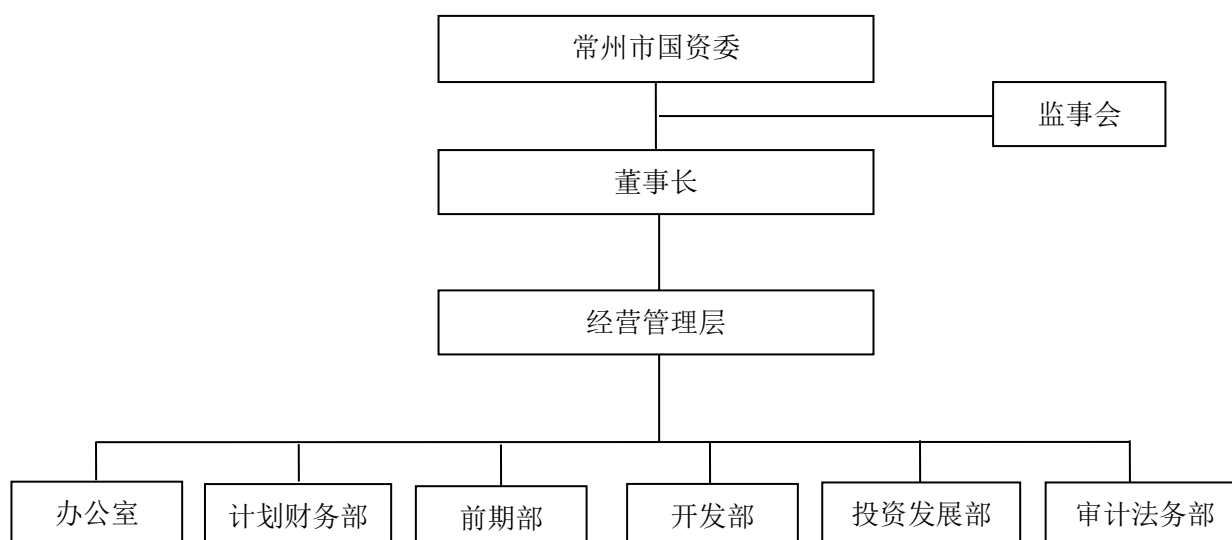 常州市国资委
监事会
董事长
经营管理层
办公室
计划财务部
前期部
开发部
投资发展部
审计法务部